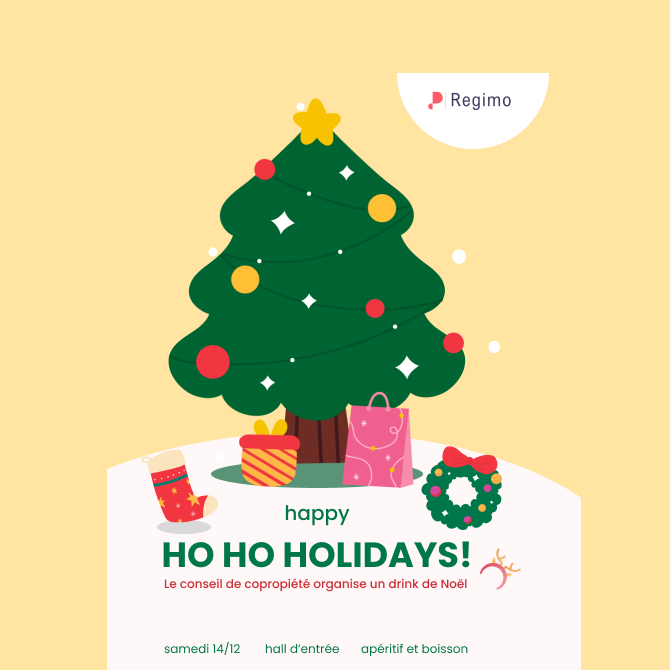 Regimo
happy
HO HO HOLIDAYS!
Le conseil de copropiété organise un drink de Noël
samedi 14/12 hall d'entrée apéritif et boisson